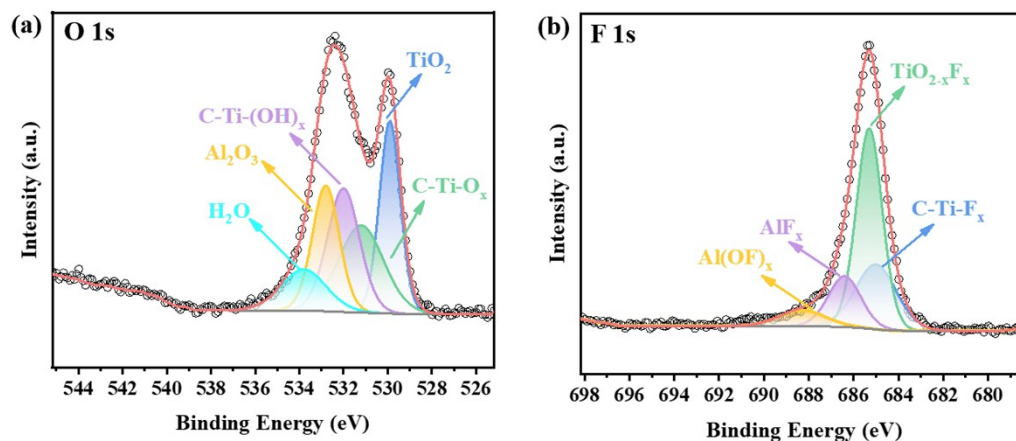 (a) O 1s
TiO₂
C-Ti-(OH)ₓ
Al₂O₃
C-Ti-Oₓ
H₂O
Intensity (a.u.)
544 542 540 538 536 534 532 530 528 526
Binding Energy (eV)
(b) F 1s
TiO₂₋ₓFₓ
C-Ti-Fₓ
AlFₓ
Al(OF)ₓ
Intensity (a.u.)
698 696 694 692 690 688 686 684 682 680
Binding Energy (eV)